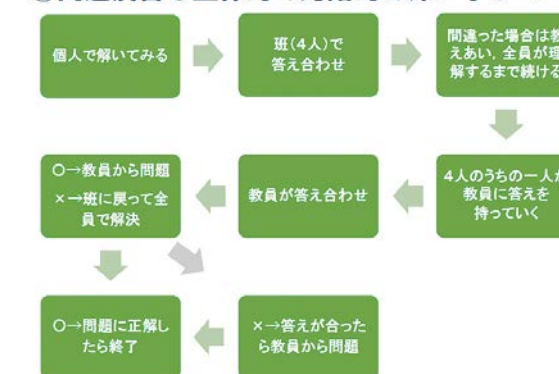 個人で解いてみる
班(4人)で
答え合わせ
間違った場合は教
えあい, 全員が理
解するまで続ける
4人のうちの一人が
教員に答えを
持っていく
教員が答え合わせ
〇→教員から問題
×→班に戻って全
員で解決
〇→問題に正解し
たら終了
×→答えが合った
ら教員から問題